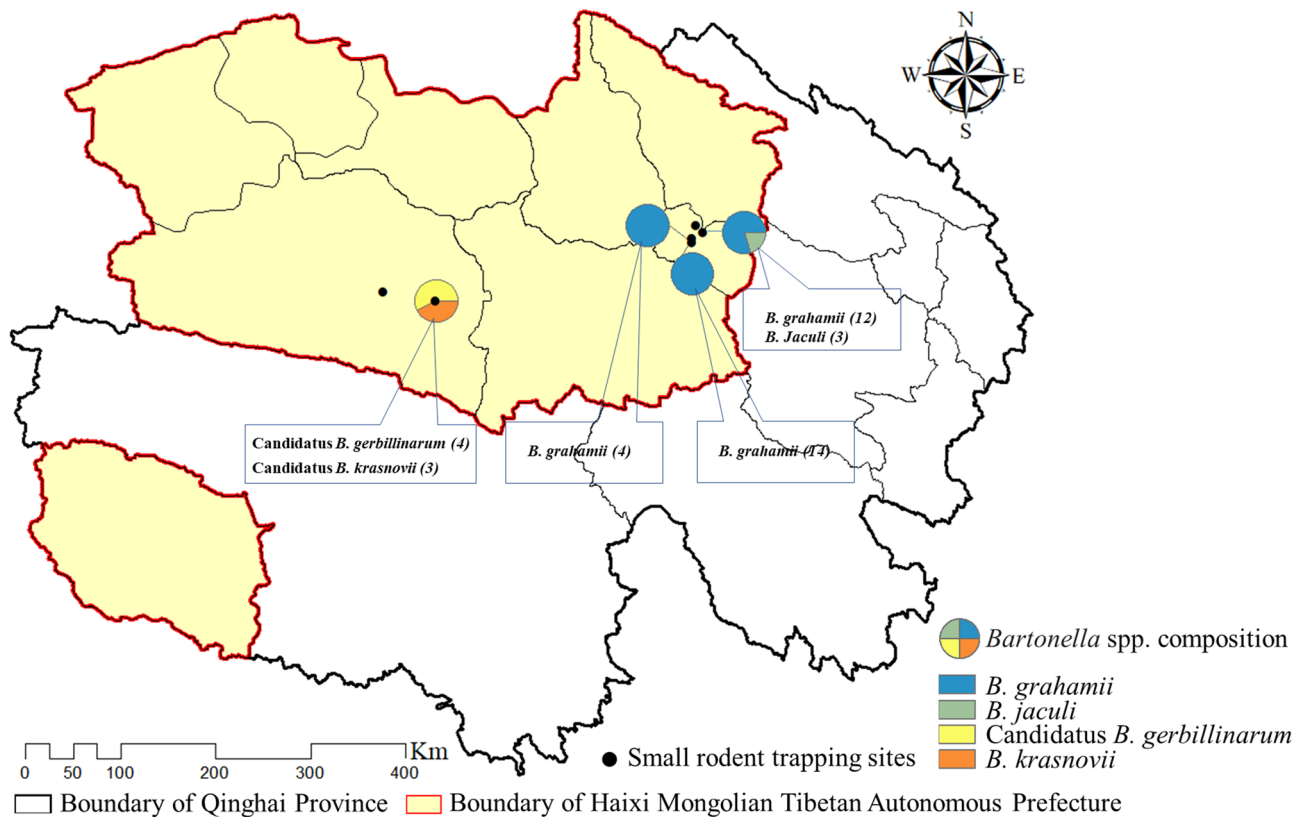 N
W E
S
B. grahamii (12)
B. Jaculi (3)
Candidatus B. gerbillinarum (4)
Candidatus B. krasnovii (3)
B. grahamii (4)
B. grahamii (14)
Bartonella spp. composition
B. grahamii
B. jaculi
Candidatus B. gerbillinarum
B. krasnovii
Km
0 50 100 200 300 400
Small rodent trapping sites
Boundary of Qinghai Province
Boundary of Haixi Mongolian Tibetan Autonomous Prefecture